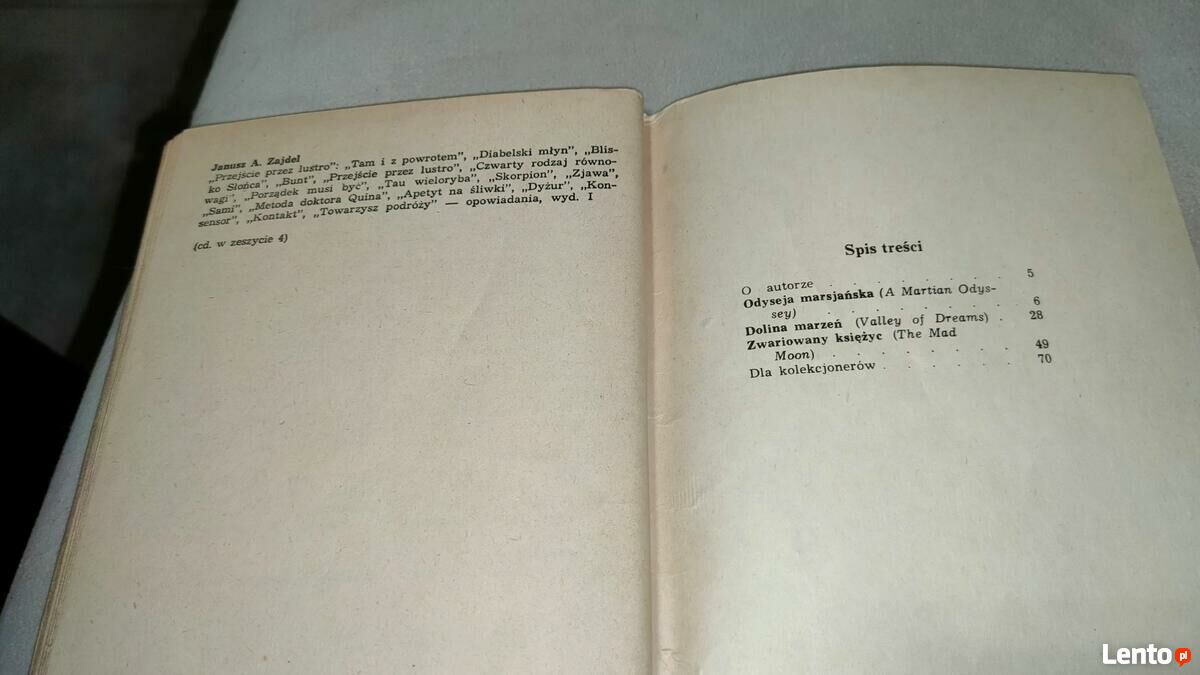 Janusz A. Zajdel
„Przejście przez lustro": „Tam i z powrotem", „Diabelski młyn", „Blis-
ko Słońca", „Bunt", „Przejście przez lustro", „Czwarty rodzaj równo-
wagi", „Porządek musi być", „Tau wieloryba", „Skorpion", „Zjawa",
„Sami", „Metoda doktora Quina", „Apetyt na śliwki", „Dyżur", „Kon-
sensor", „Kontakt", „Towarzysz podróży" — opowiadania, wyd. I
(cd. w zeszycie 4)
Spis treści
O autorze . . . . . . . . 5
Odyseja marsjańska (A Martian Odys-
sey) . . . . . . . . . 6
Dolina marzeń (Valley of Dreams) . 28
Zwariowany księżyc (The Mad
Moon) . . . . . . . . 49
Dla kolekcjonerów . . . . . . 70
Lento.pl